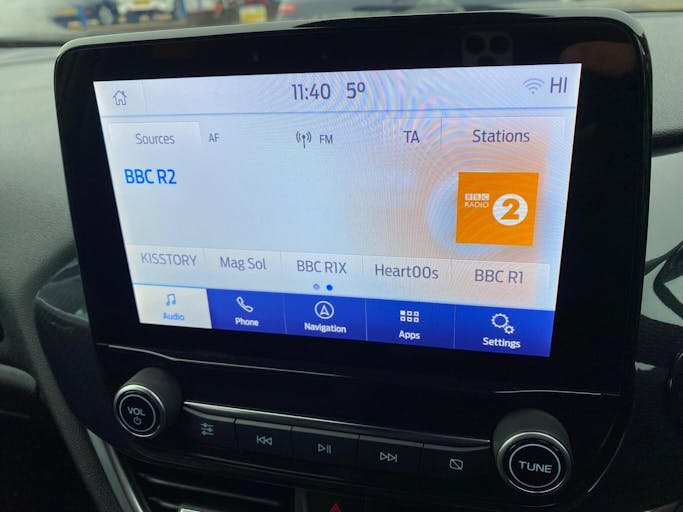 11:40 5º HI
Sources AF FM TA Stations
BBC R2
BBC
RADIO 2
KISSTORY Mag Sol BBC R1X Heart00s BBC R1
Audio Phone Navigation Apps Settings
VOL
TUNE